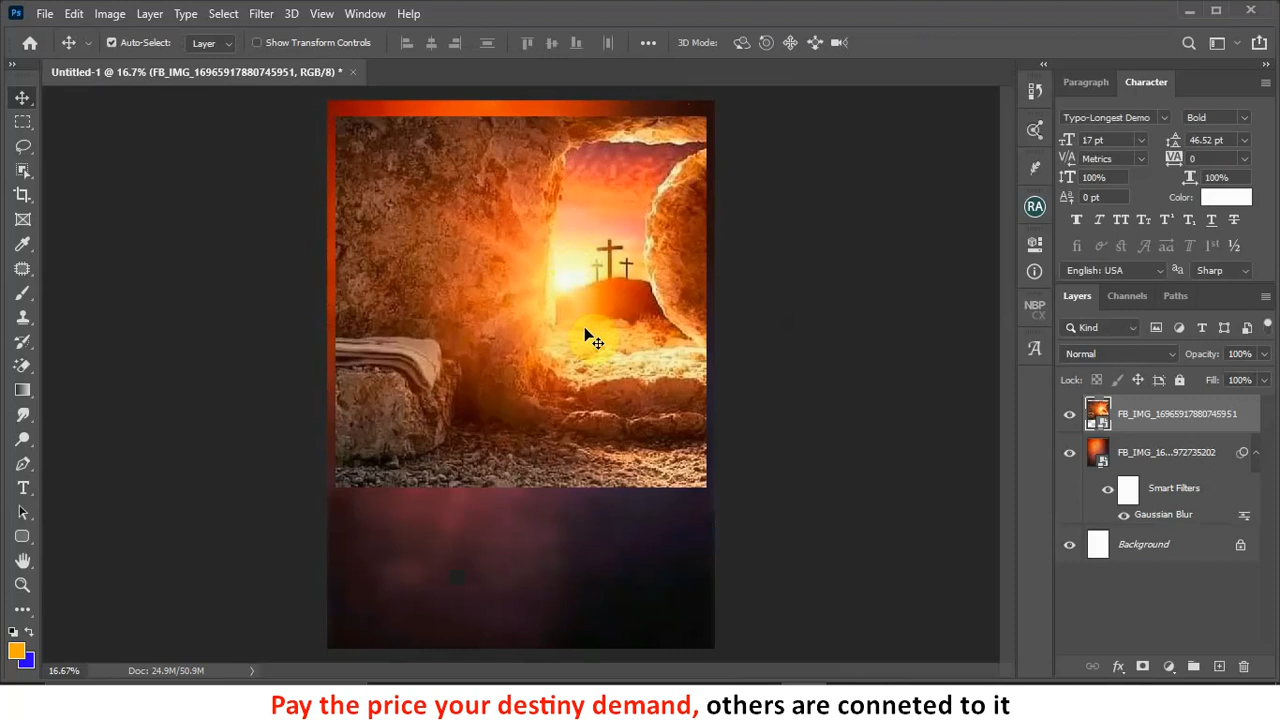 Ps File Edit Image Layer Type Select Filter 3D View Window Help
Auto-Select: Layer Show Transform Controls 3D Mode:
Untitled-1 @ 16.7% (FB_IMG_16965917880745951, RGB/8) *
Paragraph Character
Typo-Longest Demo Bold
17 pt 46.52 pt
Metrics 0
100% 100%
0 pt Color:
English: USA Sharp
RA
NBP
CX
Layers Channels Paths
Kind
Normal Opacity: 100%
Lock: Fill: 100%
FB_IMG_16965917880745951
FB_IMG_16...972735202
Smart Filters
Gaussian Blur
Background
16.67% Doc: 24.9M/50.9M
Pay the price your destiny demand, others are conneted to it